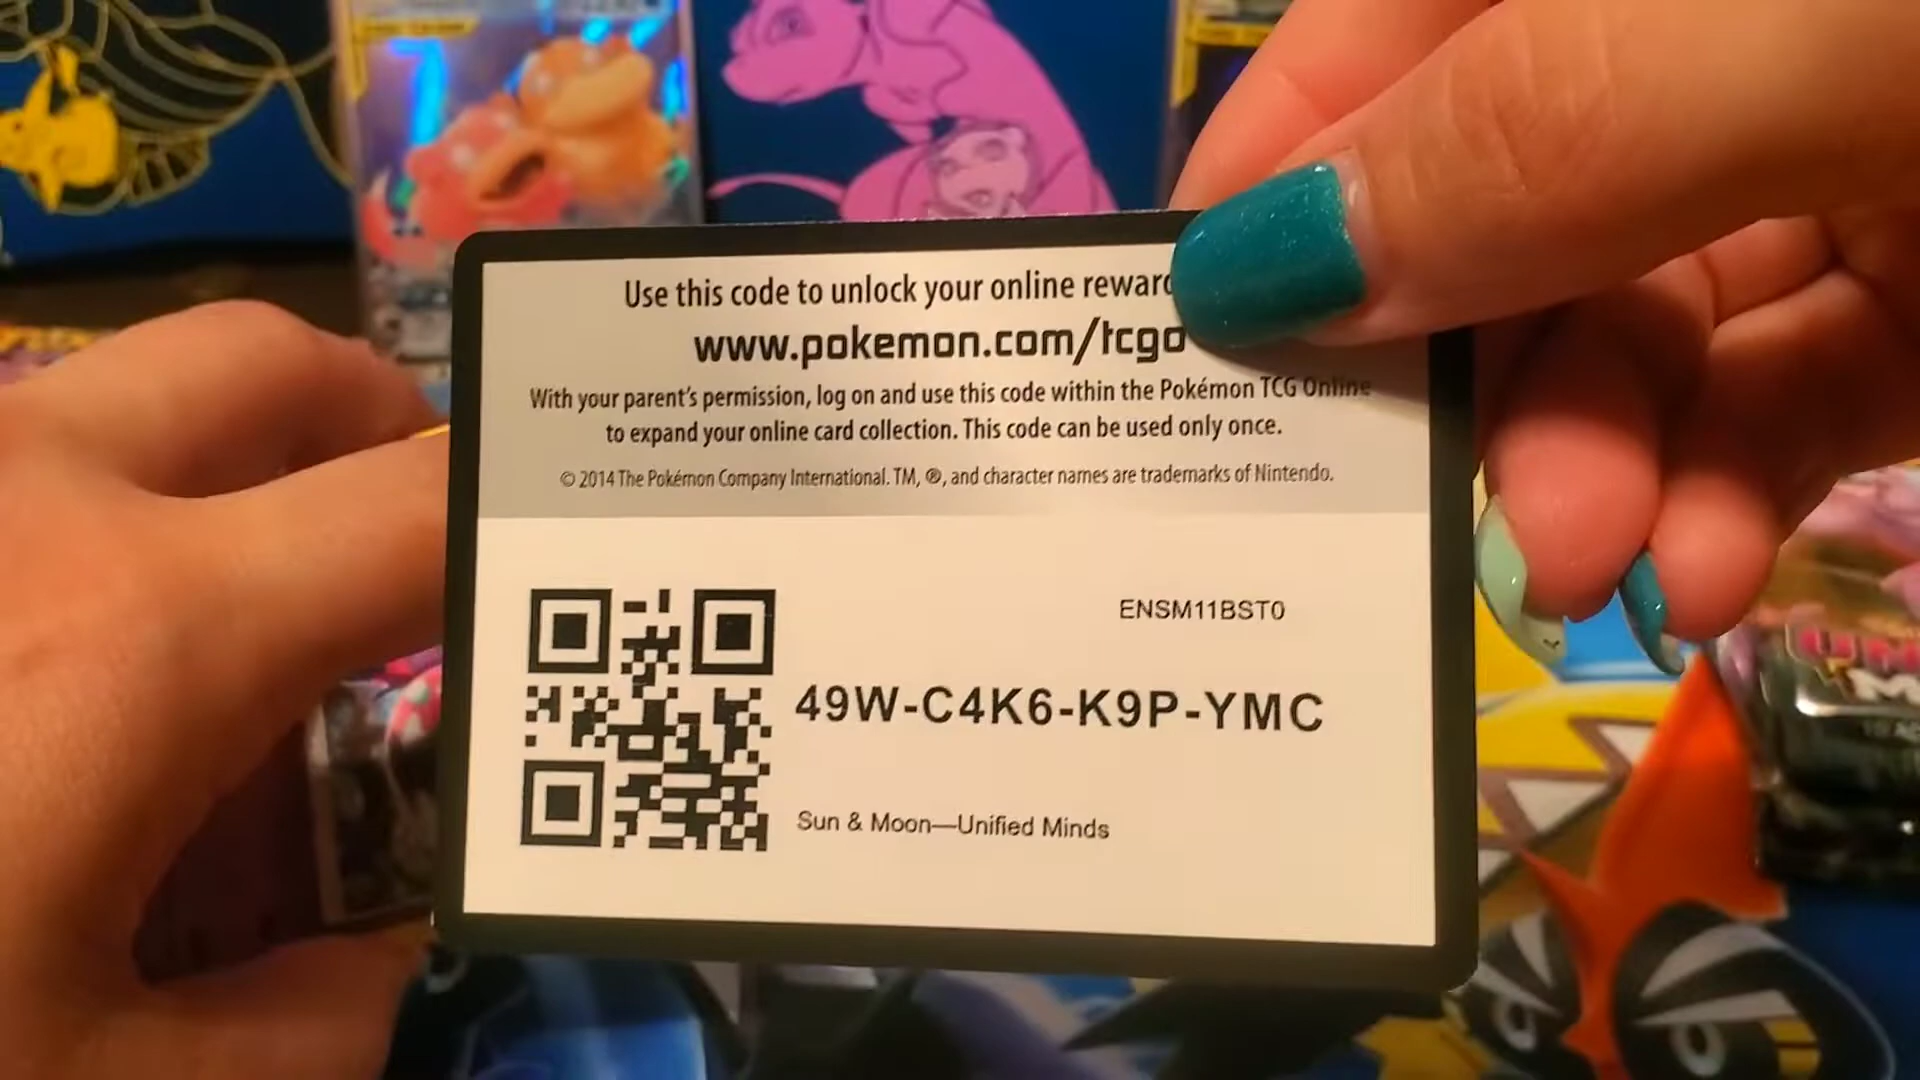 Use this code to unlock your online
www.pokemon.com/tcgo
With your parent's permission, log on and use this code within the Pokémon TCG Online
to expand your online card collection. This code can be used only once.
© 2014 The Pokémon Company International. TM, ®, and character names are trademarks of Nintendo.
ENSM11BST0
49W-C4K6-K9P-YMC
Sun & Moon—Unified Minds